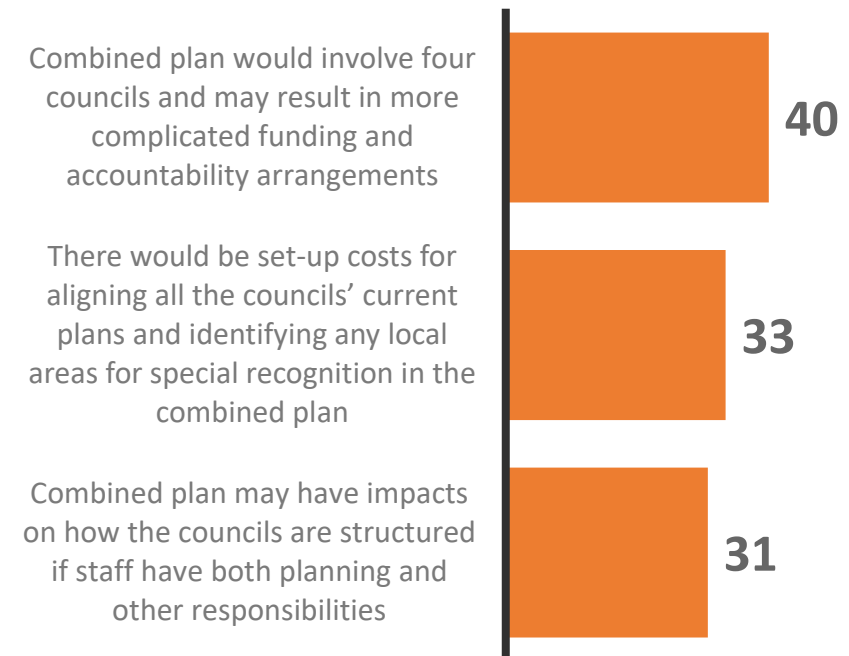 Combined plan would involve four
councils and may result in more
complicated funding and
accountability arrangements
40
There would be set-up costs for
aligning all the councils’ current
plans and identifying any local
areas for special recognition in the
combined plan
33
Combined plan may have impacts
on how the councils are structured
if staff have both planning and
other responsibilities
31